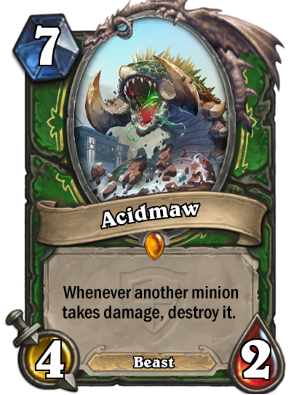 7
Acidmaw
Whenever another minion
takes damage, destroy it.
4
Beast
2